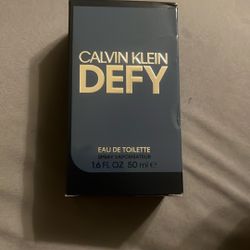 CALVIN KLEIN
DEFY
EAU DE TOILETTE
SPRAY VAPORISATEUR
1.6 FL OZ 50 ml ℮